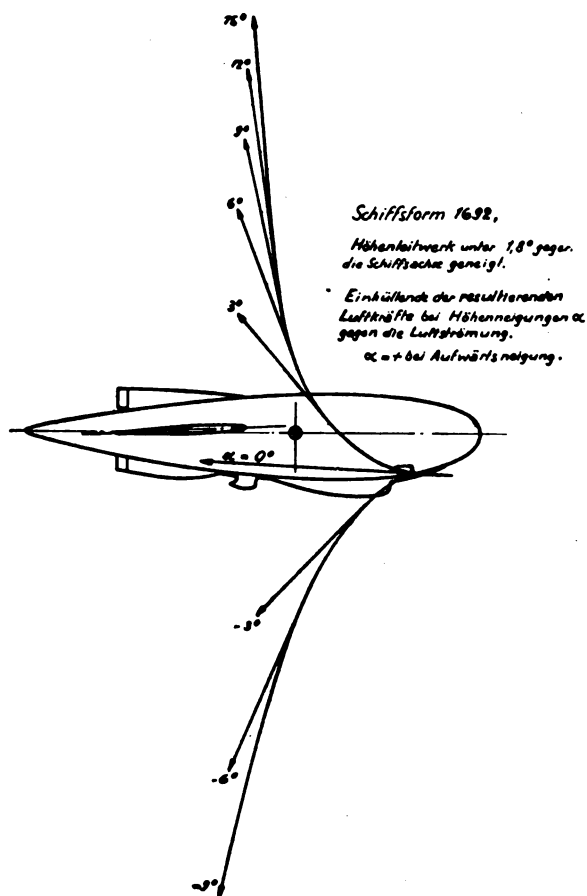 15°
12°
9°
6°
3°
Schiffsform 1692,
Höhenleitwerk unter 1,8° gegen.
die Schiffsachse geneigt.
Einhüllende der resultierenden
Luftkräfte bei Höhenneigungen α
gegen die Luftströmung.
α = + bei Aufwärtsneigung.
α = 0°
-3°
-6°
-9°